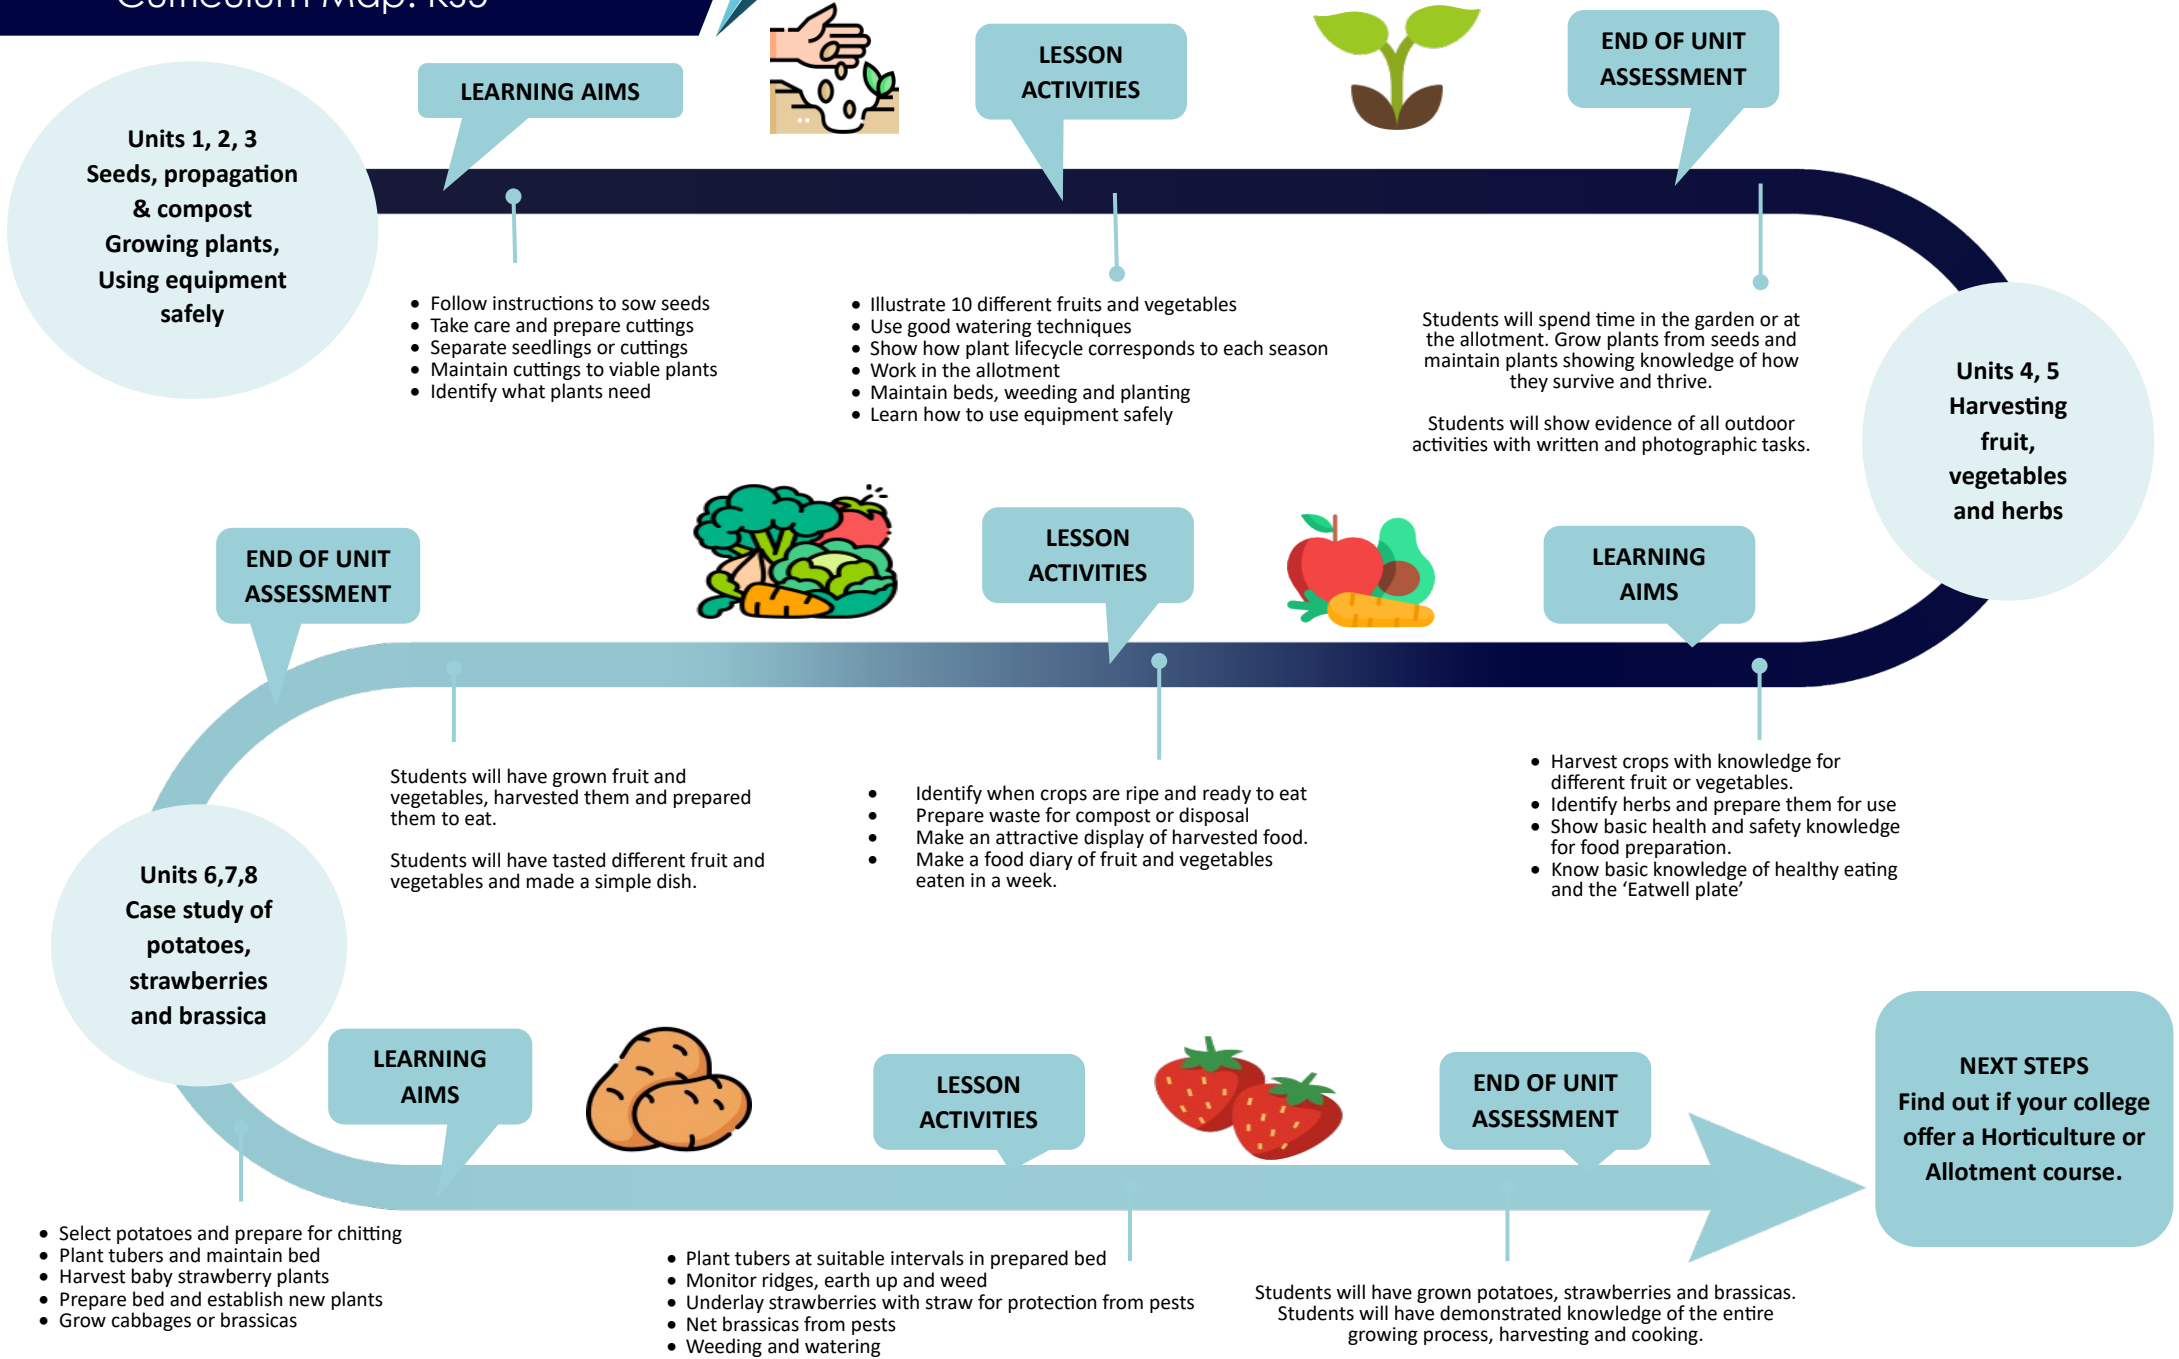 Curriculum Map: KS3
LEARNING AIMS
LESSON
ACTIVITIES
END OF UNIT
ASSESSMENT
Units 1, 2, 3
Seeds, propagation
& compost
Growing plants,
Using equipment
safely
• Follow instructions to sow seeds
• Take care and prepare cuttings
• Separate seedlings or cuttings
• Maintain cuttings to viable plants
• Identify what plants need
• Illustrate 10 different fruits and vegetables
• Use good watering techniques
• Show how plant lifecycle corresponds to each season
• Work in the allotment
• Maintain beds, weeding and planting
• Learn how to use equipment safely
Students will spend time in the garden or at
the allotment. Grow plants from seeds and
maintain plants showing knowledge of how
they survive and thrive.
Students will show evidence of all outdoor
activities with written and photographic tasks.
Units 4, 5
Harvesting
fruit,
vegetables
and herbs
LEARNING
AIMS
• Harvest crops with knowledge for
different fruit or vegetables.
• Identify herbs and prepare them for use
• Show basic health and safety knowledge
for food preparation.
• Know basic knowledge of healthy eating
and the ‘Eatwell plate’
LESSON
ACTIVITIES
• Identify when crops are ripe and ready to eat
• Prepare waste for compost or disposal
• Make an attractive display of harvested food.
• Make a food diary of fruit and vegetables
eaten in a week.
END OF UNIT
ASSESSMENT
Students will have grown fruit and
vegetables, harvested them and prepared
them to eat.
Students will have tasted different fruit and
vegetables and made a simple dish.
Units 6,7,8
Case study of
potatoes,
strawberries
and brassica
LEARNING
AIMS
• Select potatoes and prepare for chitting
• Plant tubers and maintain bed
• Harvest baby strawberry plants
• Prepare bed and establish new plants
• Grow cabbages or brassicas
LESSON
ACTIVITIES
• Plant tubers at suitable intervals in prepared bed
• Monitor ridges, earth up and weed
• Underlay strawberries with straw for protection from pests
• Net brassicas from pests
• Weeding and watering
END OF UNIT
ASSESSMENT
Students will have grown potatoes, strawberries and brassicas.
Students will have demonstrated knowledge of the entire
growing process, harvesting and cooking.
NEXT STEPS
Find out if your college
offer a Horticulture or
Allotment course.